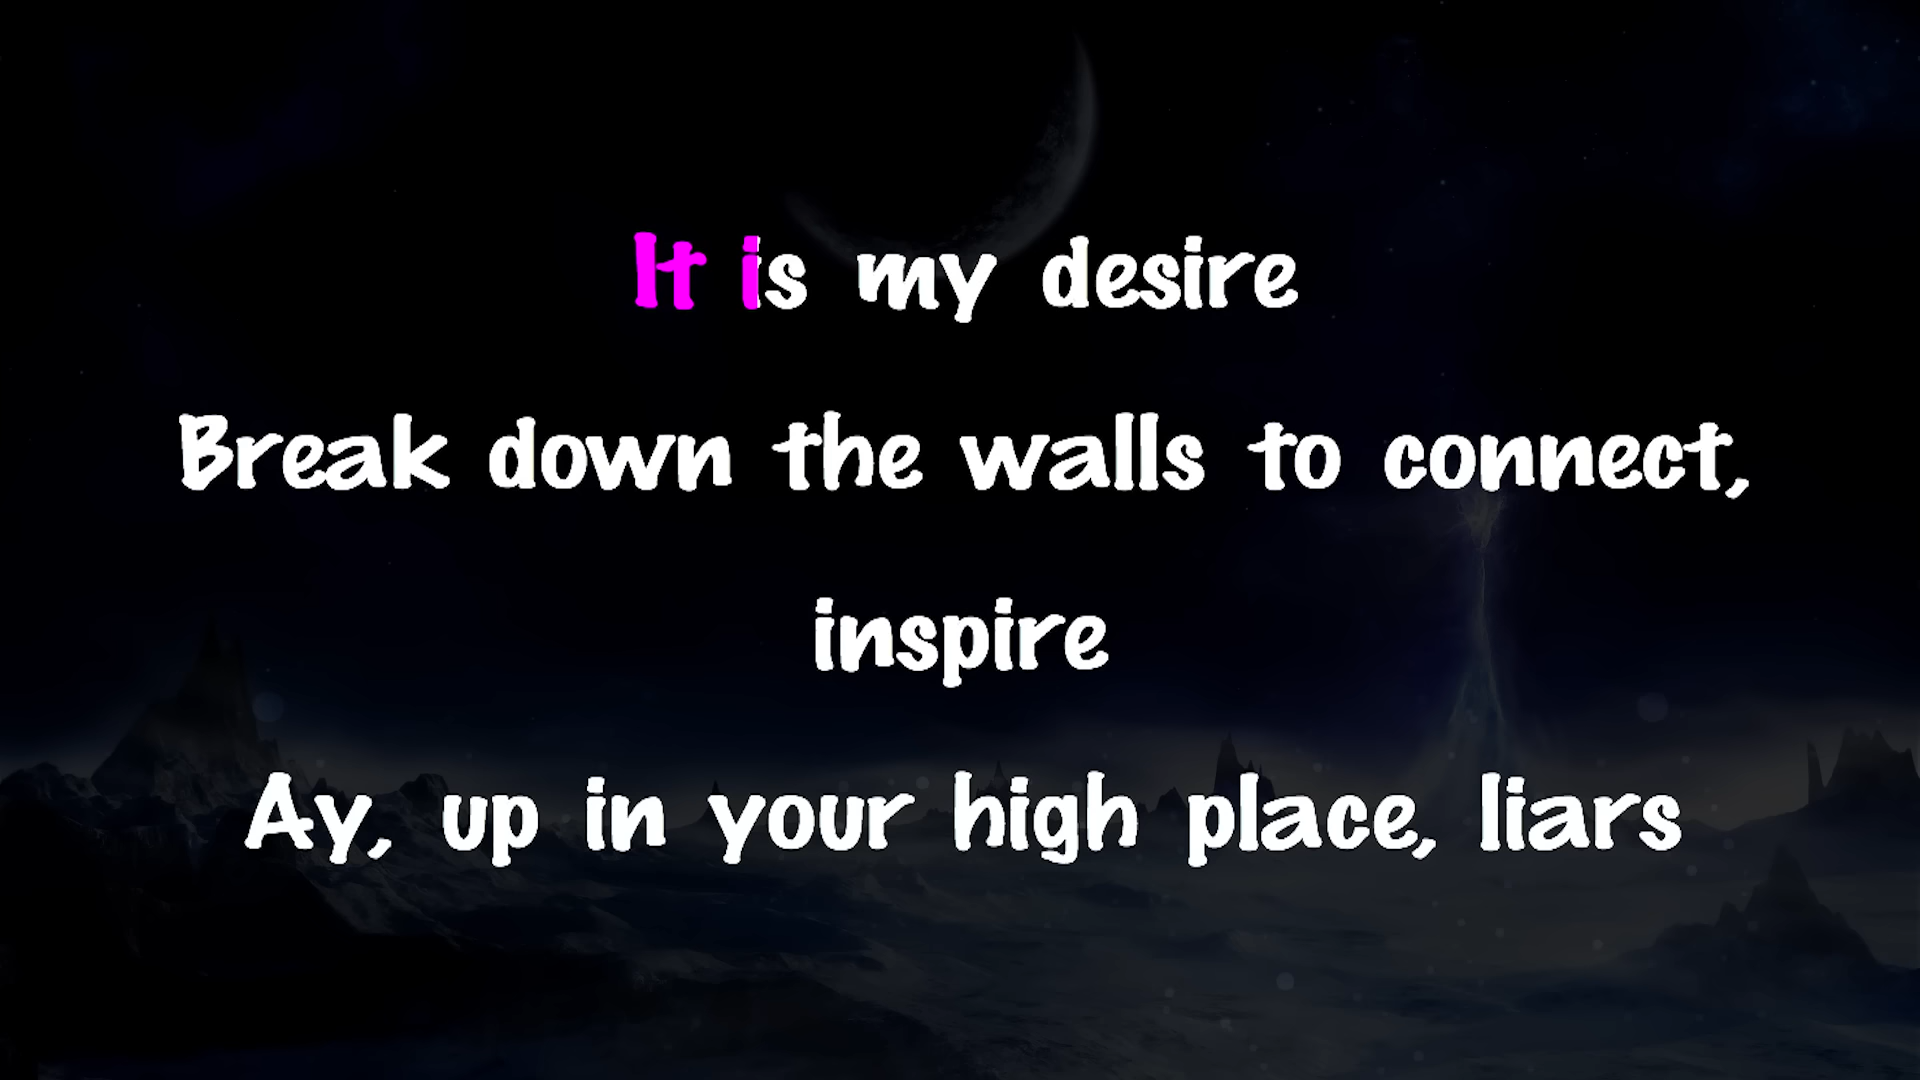 It is my desire
Break down the walls to connect,
inspire
Ay, up in your high place, liars